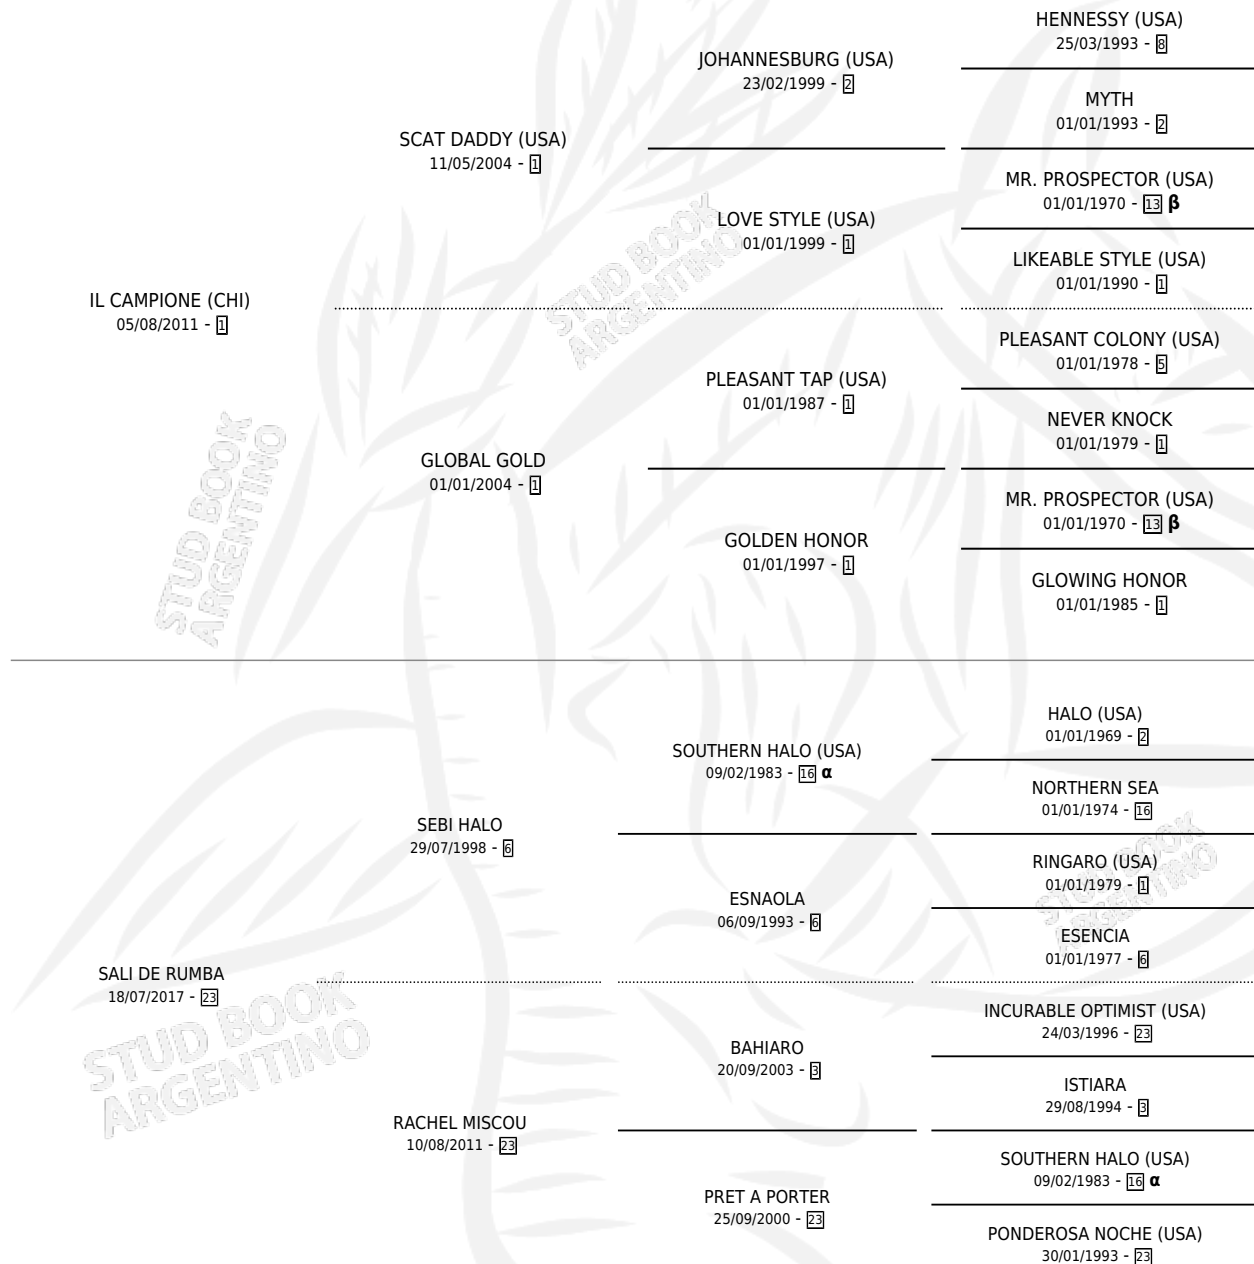 HENNESSY (USA)
25/03/1993 - 8
JOHANNESBURG (USA)
23/02/1999 - 2
MYTH
01/01/1993 - 2
SCAT DADDY (USA)
11/05/2004 - 1
MR. PROSPECTOR (USA)
01/01/1970 - 13 β
LOVE STYLE (USA)
01/01/1999 - 1
LIKEABLE STYLE (USA)
01/01/1990 - 1
IL CAMPIONE (CHI)
05/08/2011 - 1
PLEASANT COLONY (USA)
01/01/1978 - 5
PLEASANT TAP (USA)
01/01/1987 - 1
NEVER KNOCK
01/01/1979 - 1
GLOBAL GOLD
01/01/2004 - 1
MR. PROSPECTOR (USA)
01/01/1970 - 13 β
GOLDEN HONOR
01/01/1997 - 1
GLOWING HONOR
01/01/1985 - 1
HALO (USA)
01/01/1969 - 2
SOUTHERN HALO (USA)
09/02/1983 - 16 α
NORTHERN SEA
01/01/1974 - 16
SEBI HALO
29/07/1998 - 6
RINGARO (USA)
01/01/1979 - 1
ESNAOLA
06/09/1993 - 6
ESENCIA
01/01/1977 - 6
SALI DE RUMBA
18/07/2017 - 23
INCURABLE OPTIMIST (USA)
24/03/1996 - 23
BAHIARO
20/09/2003 - 3
ISTIARA
29/08/1994 - 3
RACHEL MISCOU
10/08/2011 - 23
SOUTHERN HALO (USA)
09/02/1983 - 16 α
PRET A PORTER
25/09/2000 - 23
PONDEROSA NOCHE (USA)
30/01/1993 - 23
STUD BOOK
ARGENTINO
STUD BOOK
ARGENTINO
STUD BOOK
ARGENTINO
STUD BOOK
ARGENTINO